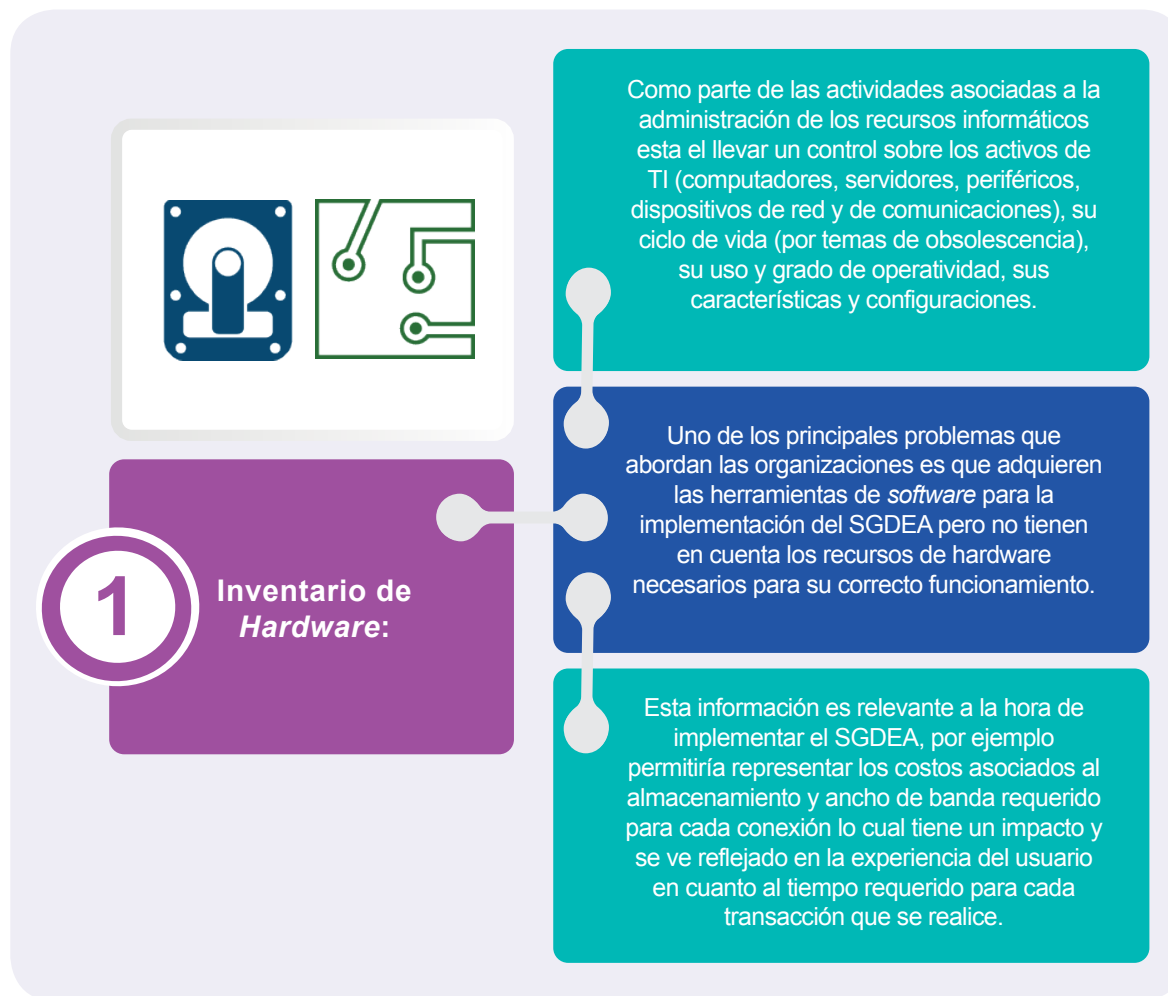 Como parte de las actividades asociadas a la
administración de los recursos informáticos
esta el llevar un control sobre los activos de
TI (computadores, servidores, periféricos,
dispositivos de red y de comunicaciones), su
ciclo de vida (por temas de obsolescencia),
su uso y grado de operatividad, sus
características y configuraciones.
1
Inventario de
Hardware:
Uno de los principales problemas que
abordan las organizaciones es que adquieren
las herramientas de software para la
implementación del SGDEA pero no tienen
en cuenta los recursos de hardware
necesarios para su correcto funcionamiento.
Esta información es relevante a la hora de
implementar el SGDEA, por ejemplo
permitiría representar los costos asociados al
almacenamiento y ancho de banda requerido
para cada conexión lo cual tiene un impacto y
se ve reflejado en la experiencia del usuario
en cuanto al tiempo requerido para cada
transacción que se realice.